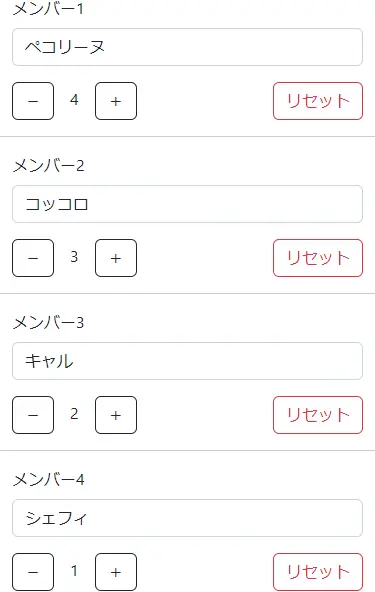 メンバー1
ペコリーヌ
− 4 + リセット
メンバー2
コッコロ
− 3 + リセット
メンバー3
キャル
− 2 + リセット
メンバー4
シェフィ
− 1 + リセット